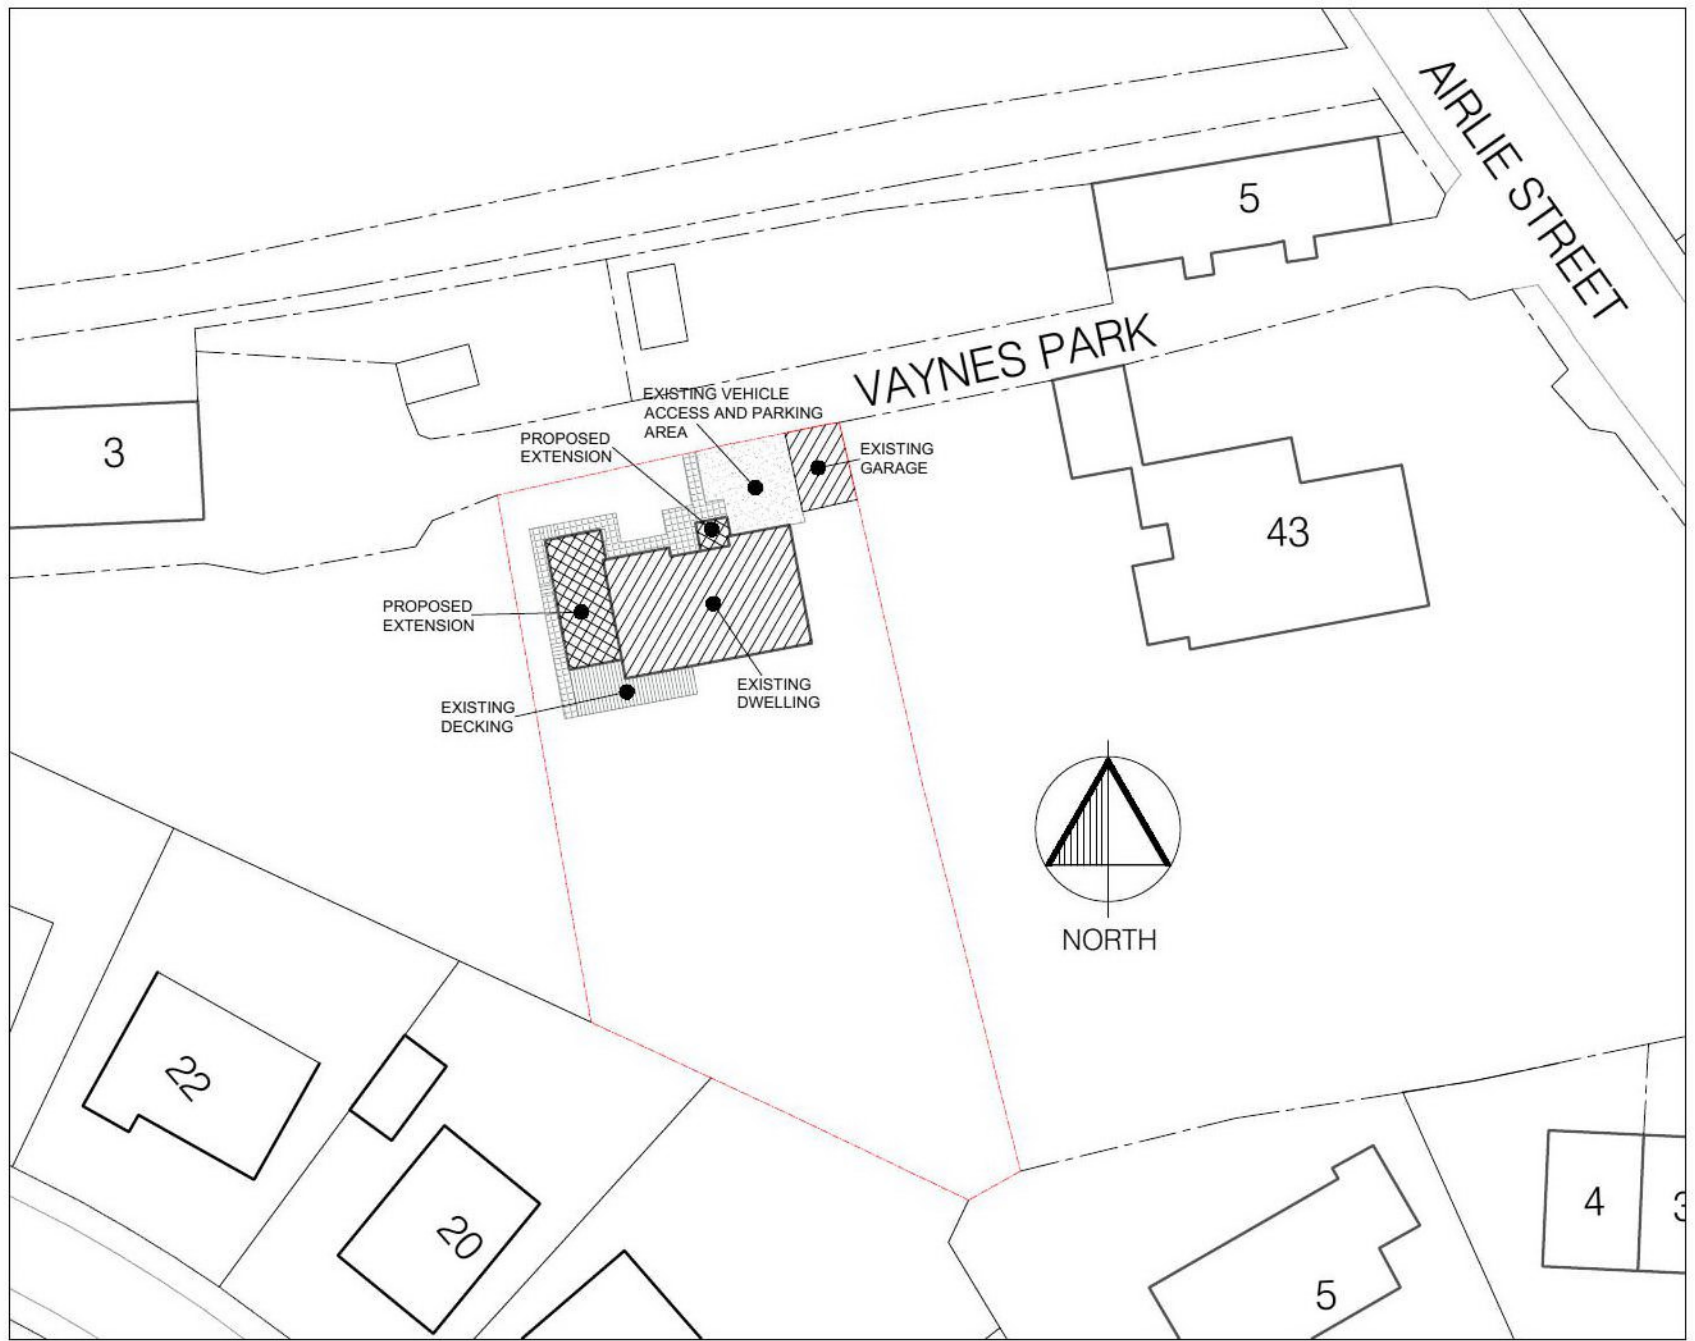 AIRLIE STREET
5
VAYNES PARK
EXISTING VEHICLE
ACCESS AND PARKING
AREA
PROPOSED
EXTENSION
EXISTING
GARAGE
3
43
PROPOSED
EXTENSION
EXISTING
DWELLING
EXISTING
DECKING
NORTH
22
20
5
4
3